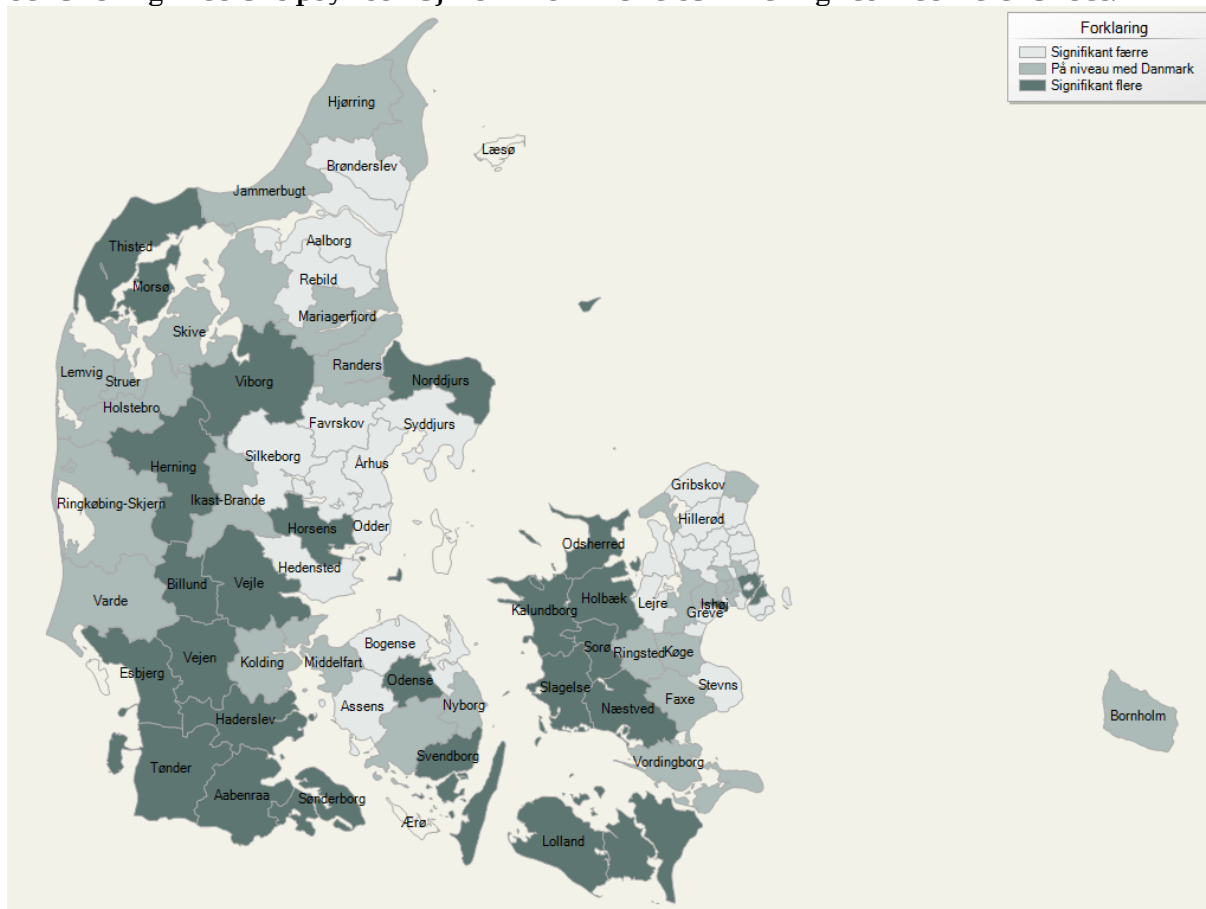 Forklaring
Signifikant færre
På niveau med Danmark
Signifikant flere
Hjørring
Læsø
Brønderslev
Jammerbugt
Thisted
Aalborg
Morsø
Rebild
Mariagerfjord
Skive
Lemvig
Struer
Randers
Viborg
Norddjurs
Holstebro
Favrskov
Syddjurs
Silkeborg
Århus
Herning
Gribskov
Ringkøbing-Skjern
Ikast-Brande
Horsens
Odder
Hillerød
Odsherred
Hedensted
Billund
Vejle
Varde
Holbæk
Lejre
Kalundborg
Ishøj
Greve
Bogense
Sorø
Ringsted
Køge
Vejen
Kolding
Middelfart
Esbjerg
Odense
Slagelse
Stevns
Assens
Nyborg
Næstved
Faxe
Haderslev
Bornholm
Svendborg
Vordingborg
Tønder
Aabenraa
Sønderborg
Ærø
Lolland